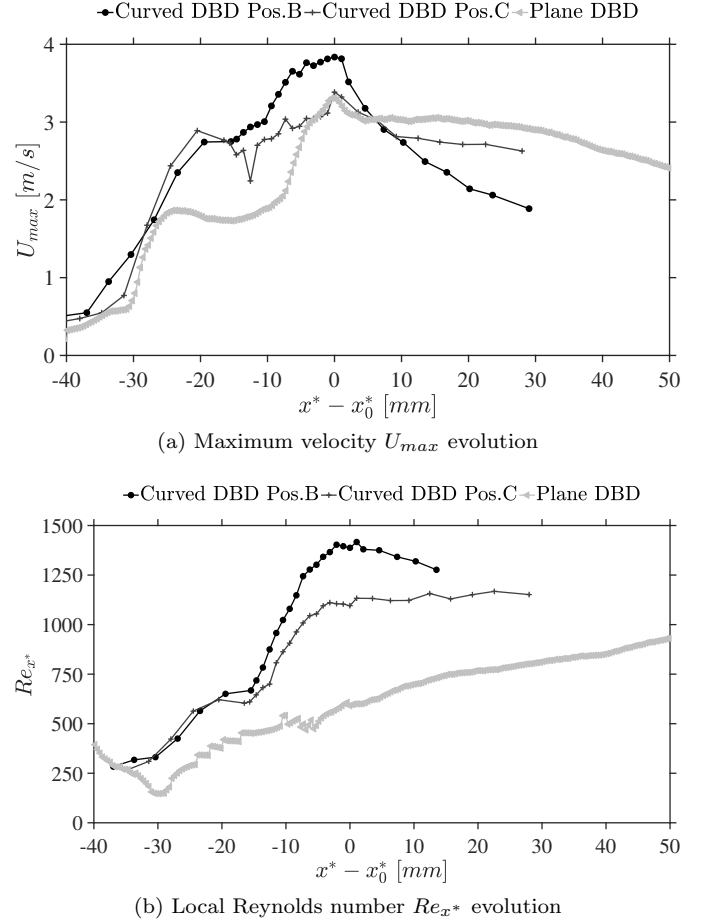 Curved DBD Pos.B Curved DBD Pos.C Plane DBD
4
3
2
1
0
U_max [m/s]
-40 -30 -20 -10 0 10 20 30 40 50
x* − x₀* [mm]
(a) Maximum velocity U_max evolution
Curved DBD Pos.B Curved DBD Pos.C Plane DBD
1500
1250
1000
750
500
250
0
Re_x*
-40 -30 -20 -10 0 10 20 30 40 50
x* − x₀* [mm]
(b) Local Reynolds number Re_x* evolution